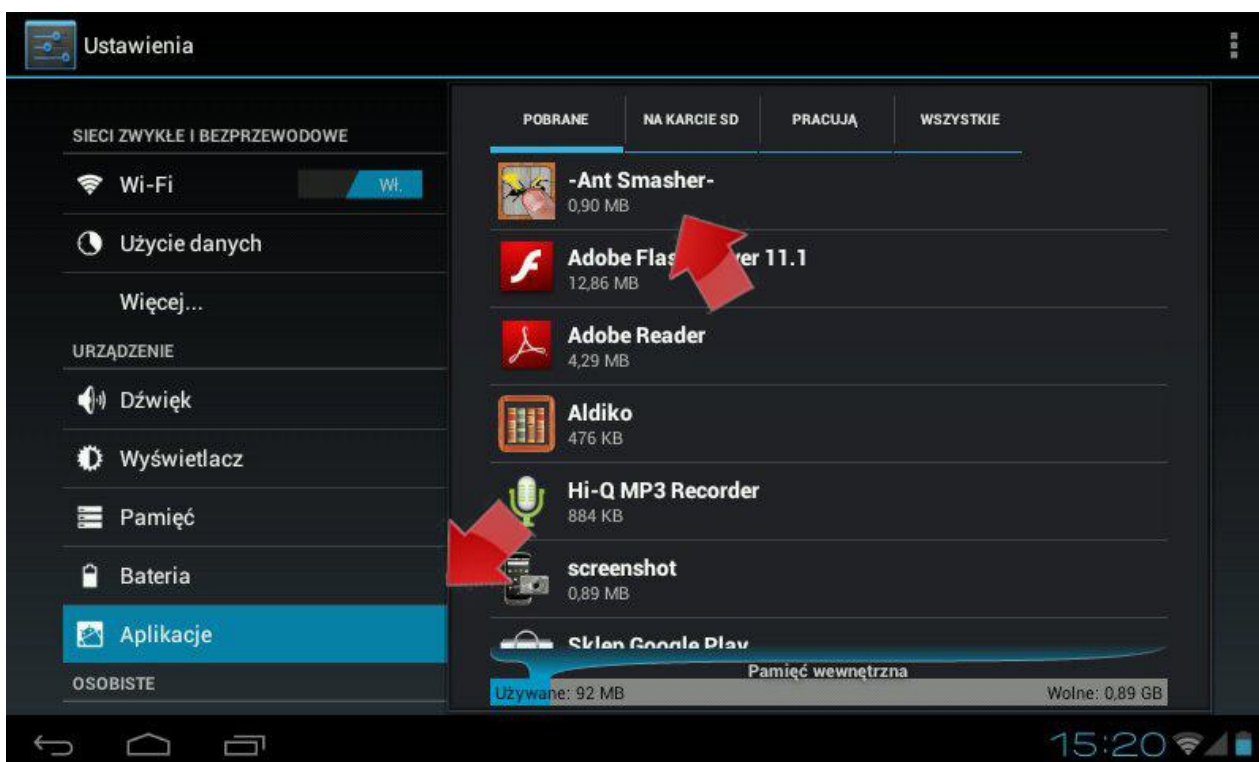 Ustawienia
SIECI ZWYKŁE I BEZPRZEWODOWE
Wi-Fi
Wł.
Użycie danych
Więcej...
URZĄDZENIE
Dźwięk
Wyświetlacz
Pamięć
Bateria
Aplikacje
OSOBISTE
POBRANE NA KARCIE SD PRACUJĄ WSZYSTKIE
-Ant Smasher-
0,90 MB
Adobe 11.1
12,86 MB
Adobe Reader
4,29 MB
Aldiko
476 KB
Hi-Q MP3 Recorder
884 KB
screenshot
0,89 MB
Sklep Google Play
Pamięć wewnętrzna
Używane: 92 MB
Wolne: 0,89 GB
15:20